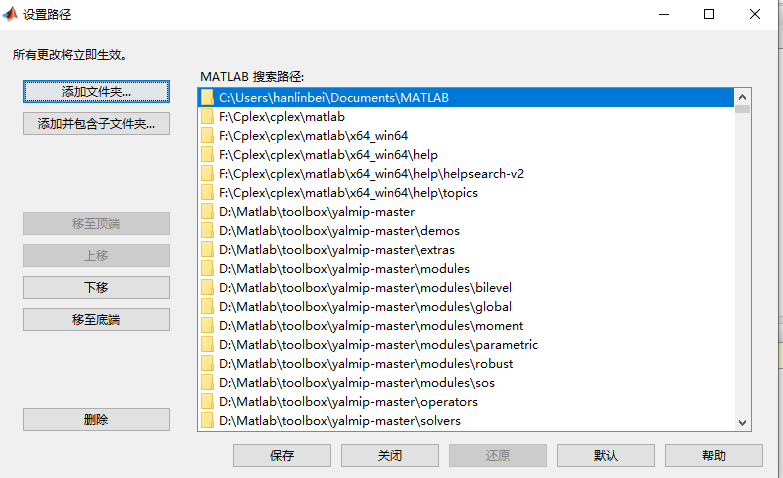 设置路径
所有更改将立即生效。
添加文件夹...
添加并包含子文件夹...
移至顶端
上移
下移
移至底端
删除
MATLAB 搜索路径:
C:\Users\hanlinbei\Documents\MATLAB
F:\Cplex\cplex\matlab
F:\Cplex\cplex\matlab\x64_win64
F:\Cplex\cplex\matlab\x64_win64\help
F:\Cplex\cplex\matlab\x64_win64\help\helpsearch-v2
F:\Cplex\cplex\matlab\x64_win64\help\topics
D:\Matlab\toolbox\yalmip-master
D:\Matlab\toolbox\yalmip-master\demos
D:\Matlab\toolbox\yalmip-master\extras
D:\Matlab\toolbox\yalmip-master\modules
D:\Matlab\toolbox\yalmip-master\modules\bilevel
D:\Matlab\toolbox\yalmip-master\modules\global
D:\Matlab\toolbox\yalmip-master\modules\moment
D:\Matlab\toolbox\yalmip-master\modules\parametric
D:\Matlab\toolbox\yalmip-master\modules\robust
D:\Matlab\toolbox\yalmip-master\modules\sos
D:\Matlab\toolbox\yalmip-master\operators
D:\Matlab\toolbox\yalmip-master\solvers
保存 关闭 还原 默认 帮助